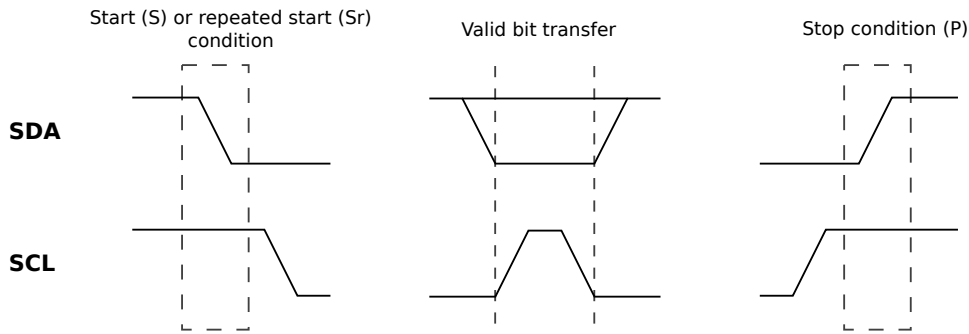 Start (S) or repeated start (Sr)
condition
Valid bit transfer
Stop condition (P)
SDA
SCL